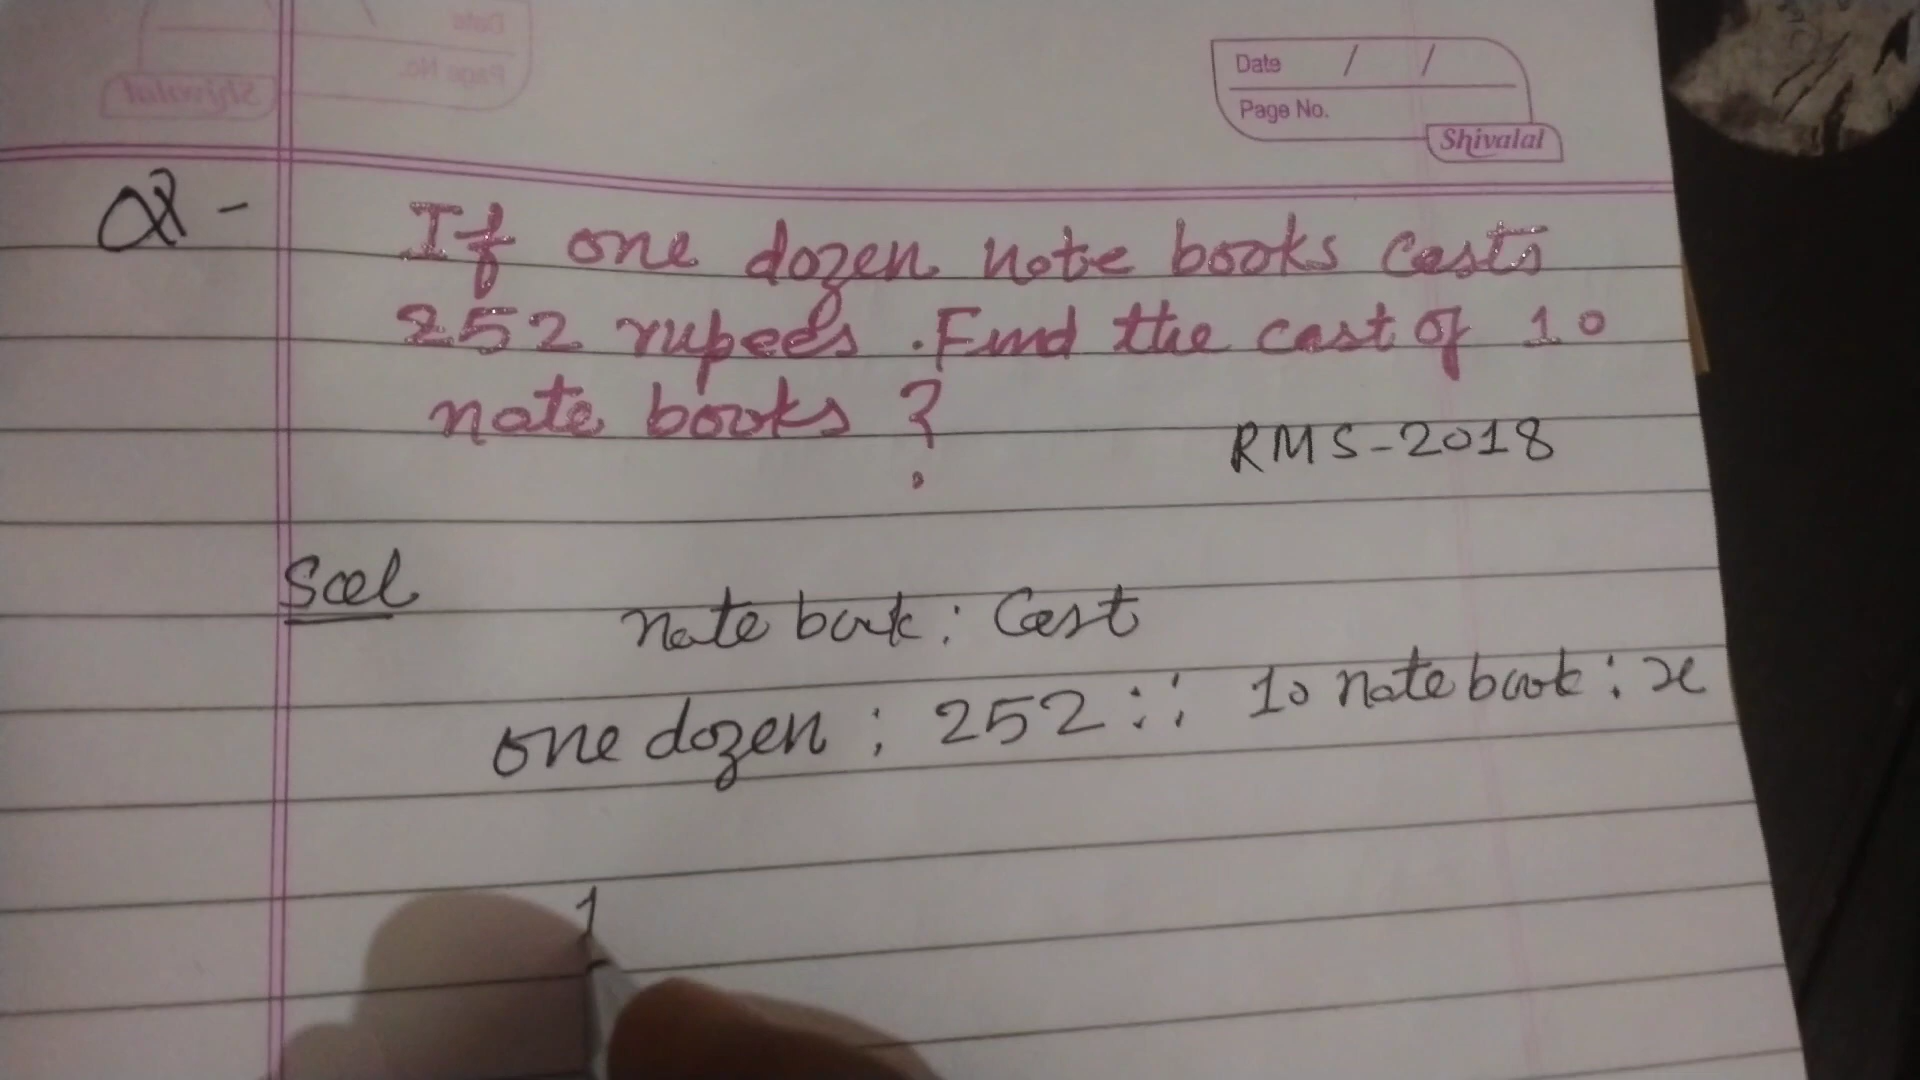 Date / /
Page No.
Shivalal
Q -
If one dozen note books costs
252 rupees . Find the cost of 10
note books ?
RMS-2018
Sol
note book : Cost
one dozen : 252 :: 10 note book : x
1